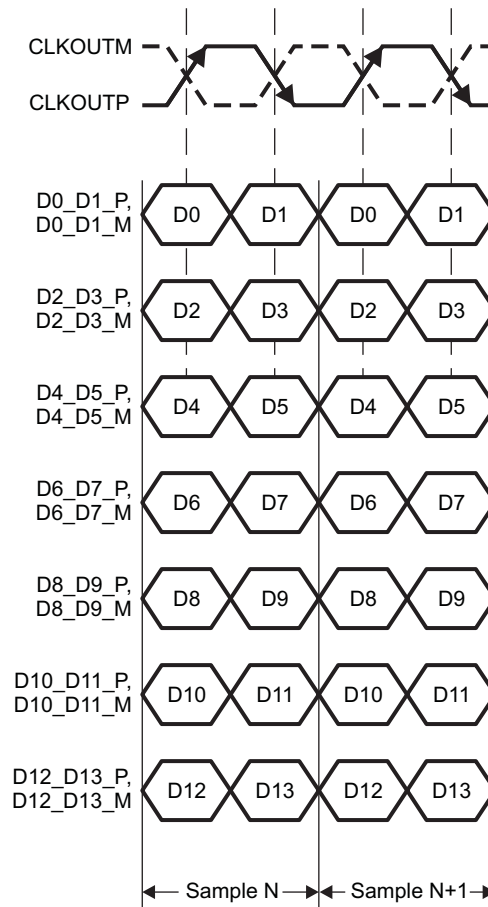 CLKOUTM
CLKOUTP
D0_D1_P,
D0_D1_M
D0 D1 D0 D1
D2_D3_P,
D2_D3_M
D2 D3 D2 D3
D4_D5_P,
D4_D5_M
D4 D5 D4 D5
D6_D7_P,
D6_D7_M
D6 D7 D6 D7
D8_D9_P,
D8_D9_M
D8 D9 D8 D9
D10_D11_P,
D10_D11_M
D10 D11 D10 D11
D12_D13_P,
D12_D13_M
D12 D13 D12 D13
Sample N Sample N+1